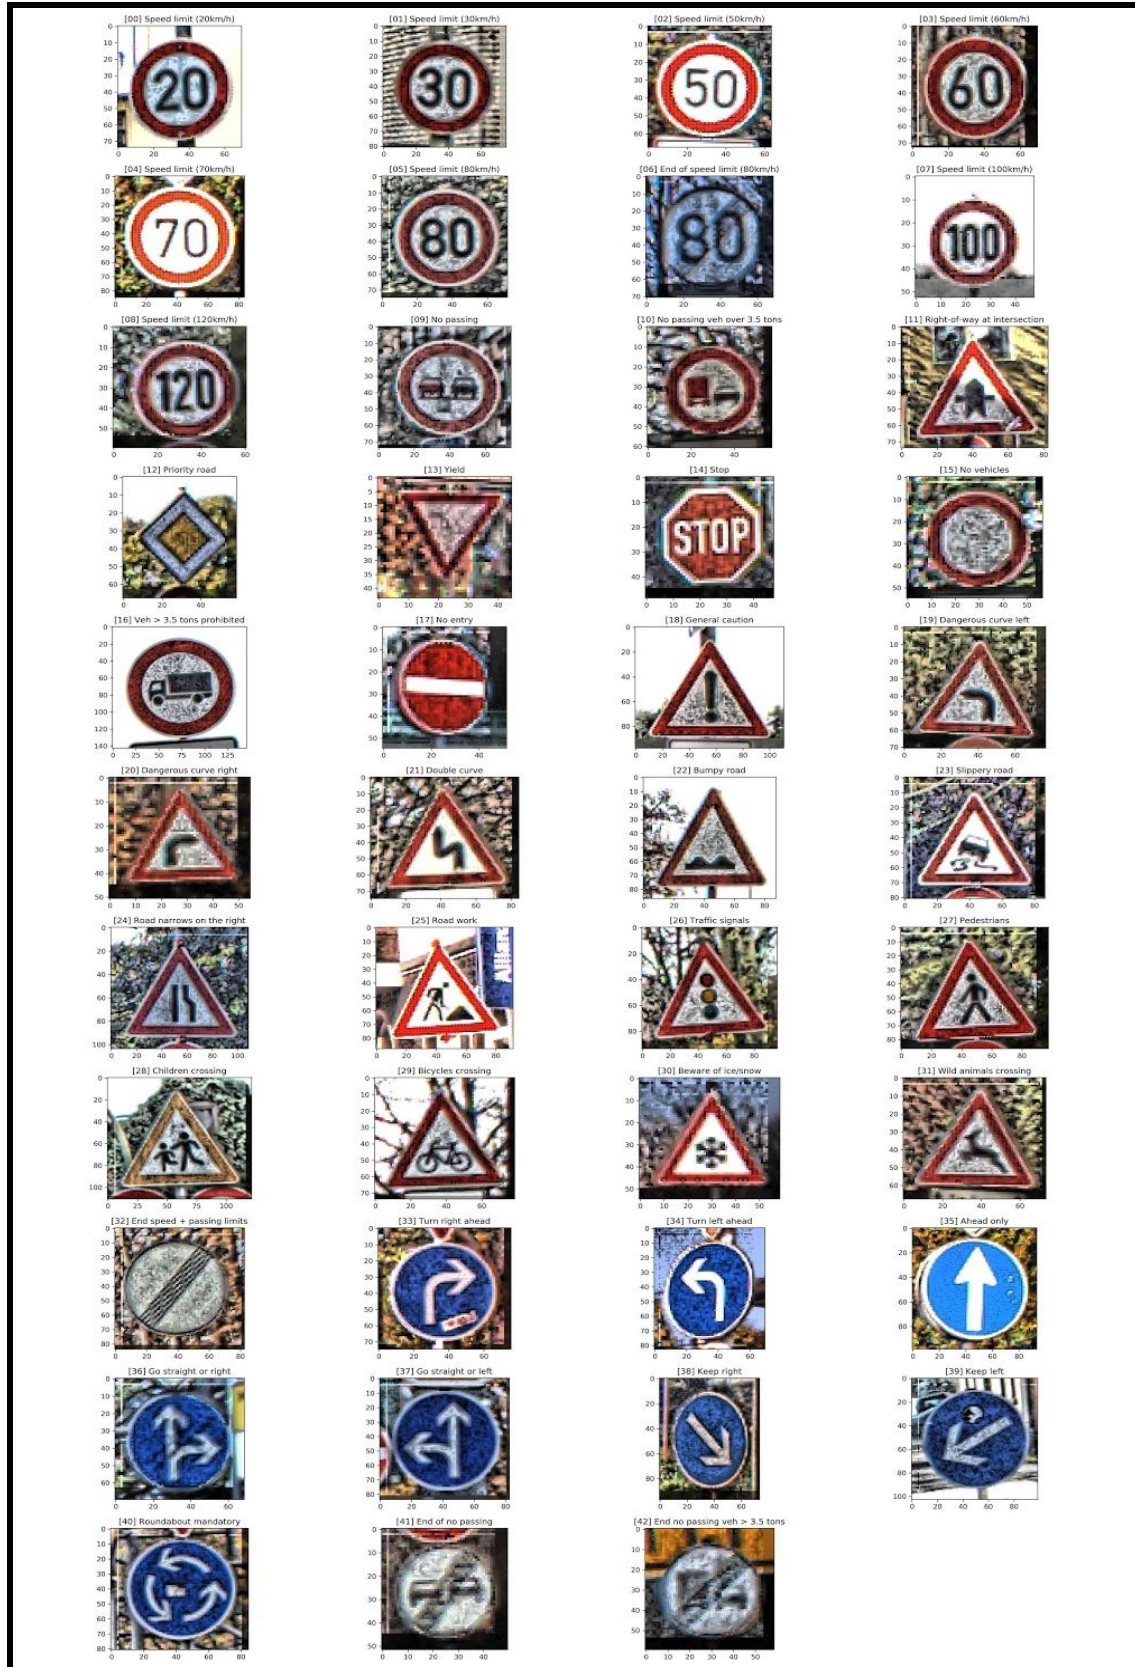 [00] Speed limit (20km/h) [01] Speed limit (30km/h) [02] Speed limit (50km/h) [03] Speed limit (60km/h)
20 30 50 60
[04] Speed limit (70km/h) [05] Speed limit (80km/h) [06] End of speed limit (80km/h) [07] Speed limit (100km/h)
70 80 80 100
[08] Speed limit (120km/h) [09] No passing [10] No passing veh over 3.5 tons [11] Right-of-way at intersection
120
[12] Priority road [13] Yield [14] Stop [15] No vehicles
STOP
[16] Veh > 3.5 tons prohibited [17] No entry [18] General caution [19] Dangerous curve left
[20] Dangerous curve right [21] Double curve [22] Bumpy road [23] Slippery road
[24] Road narrows on the right [25] Road work [26] Traffic signals [27] Pedestrians
[28] Children crossing [29] Bicycles crossing [30] Beware of ice/snow [31] Wild animals crossing
[32] End speed + passing limits [33] Turn right ahead [34] Turn left ahead [35] Ahead only
[36] Go straight or right [37] Go straight or left [38] Keep right [39] Keep left
[40] Roundabout mandatory [41] End of no passing [42] End no passing veh > 3.5 tons